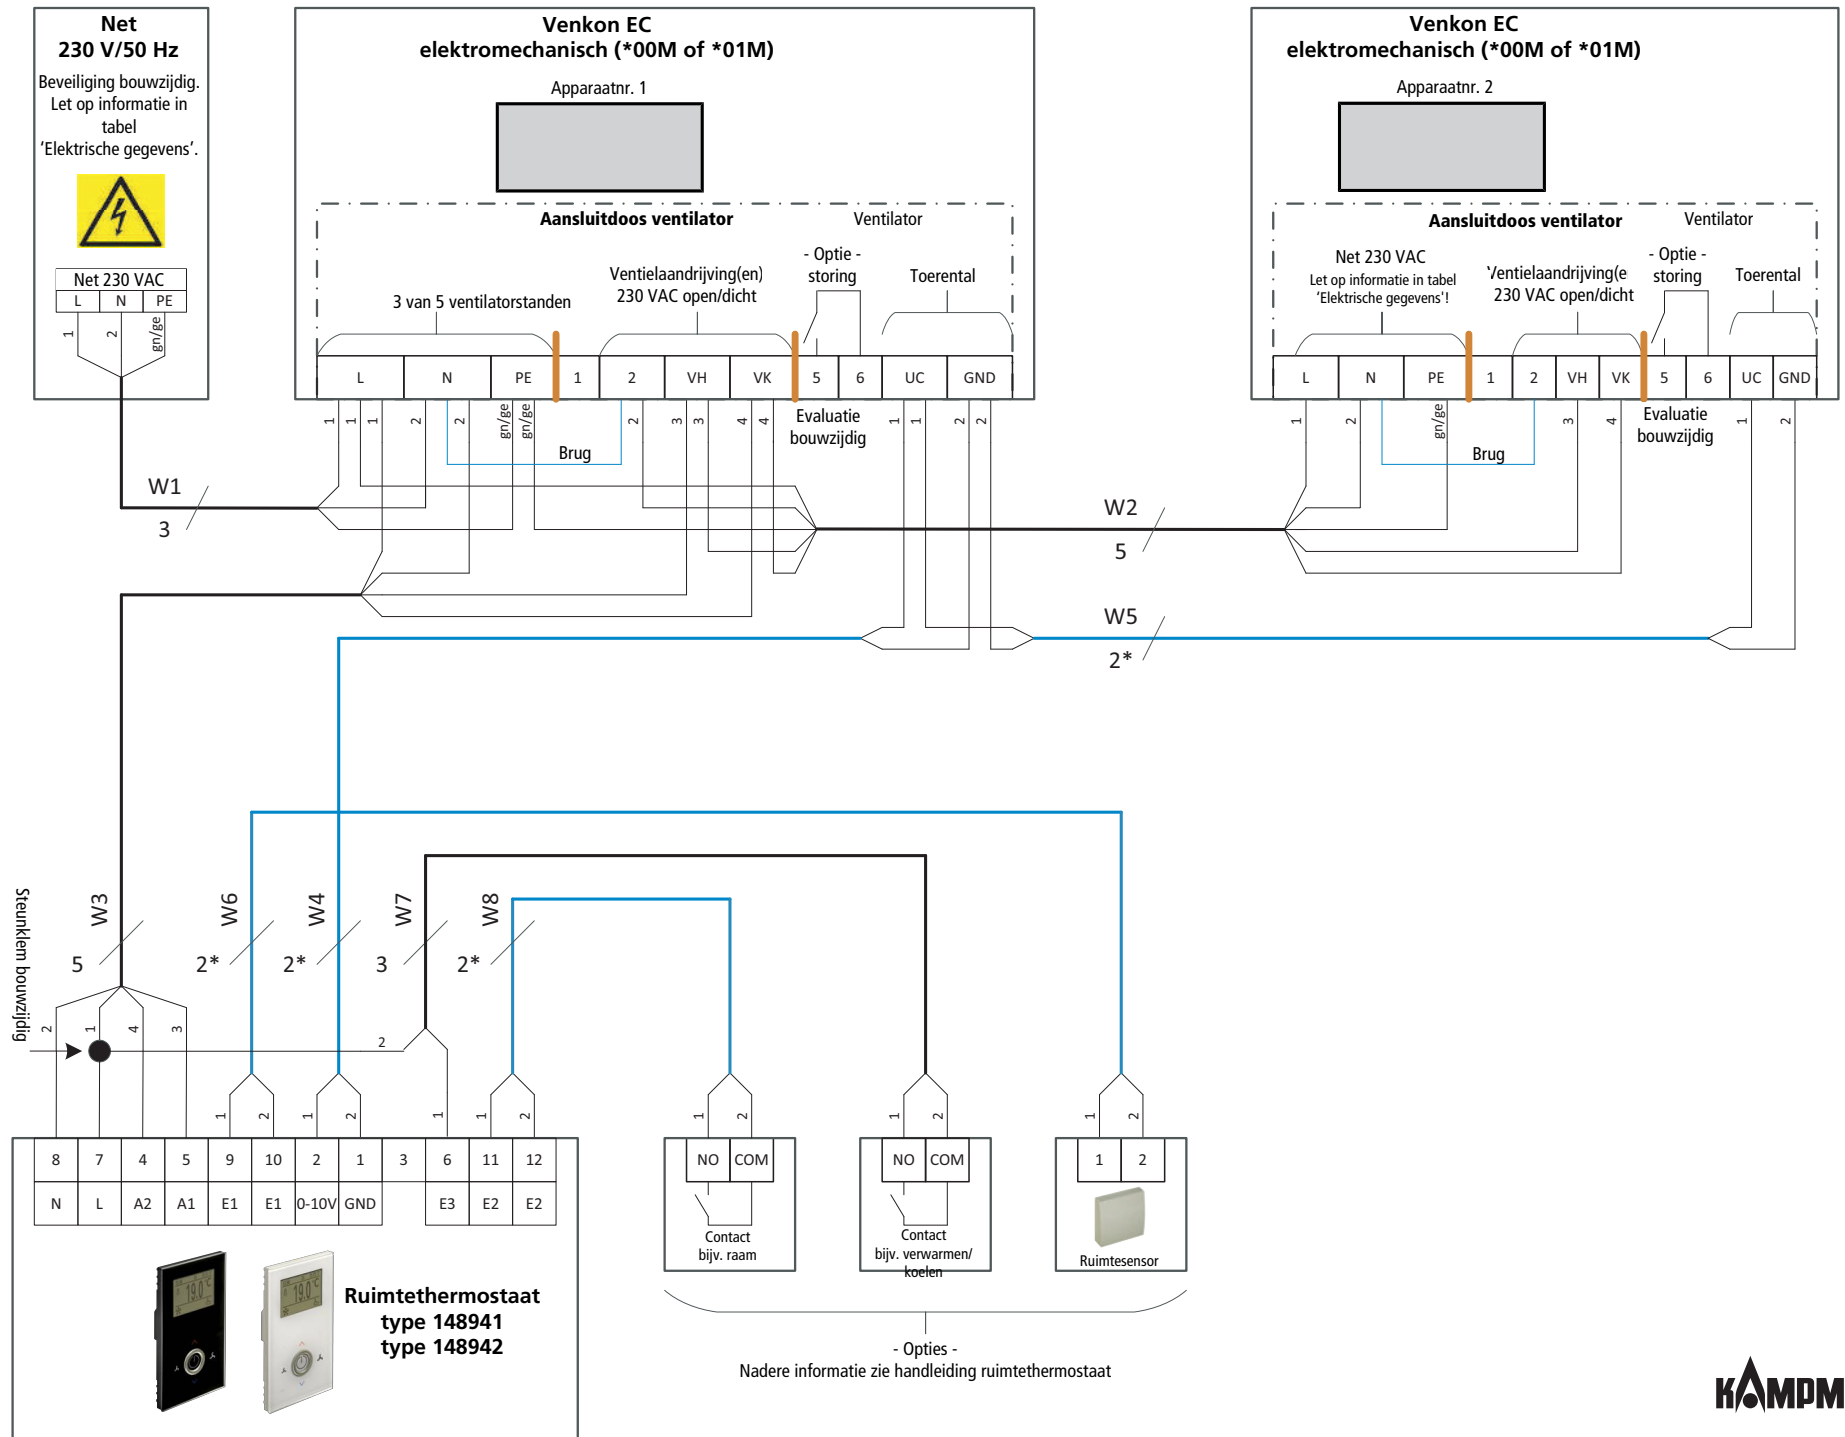 Net
230 V/50 Hz
Beveiliging bouwzijdig.
Let op informatie in
tabel
'Elektrische gegevens'.
Net 230 VAC
L N PE
1 2 gn/ge
Venkon EC
elektromechanisch (*00M of *01M)
Apparaatnr. 1
Aansluitdoos ventilator
Ventilator
3 van 5 ventilatorstanden
Ventielaandrijving(en)
230 VAC open/dicht
- Optie -
storing
Toerental
L N PE 1 2 VH VK 5 6 UC GND
1 1 1 2 2 gn/ge gn/ge 2 3 3 4 4 1 1 2 2
Evaluatie
bouwzijdig
Brug
Venkon EC
elektromechanisch (*00M of *01M)
Apparaatnr. 2
Aansluitdoos ventilator
Ventilator
Net 230 VAC
Let op informatie in tabel
'Elektrische gegevens'!
Ventielaandrijving(e
230 VAC open/dicht
- Optie -
storing
Toerental
L N PE 1 2 VH VK 5 6 UC GND
1 2 gn/ge 3 4 1 2
Evaluatie
bouwzijdig
Brug
W1
3
W2
5
W5
2*
Steunklem bouwzijdig
W3
5
W6
2*
W4
2*
W7
3
W8
2*
2 1 4 3
2
1 2 1 2 1 1 2
8 7 4 5 9 10 2 1 3 6 11 12
N L A2 A1 E1 E1 0-10V GND E3 E2 E2
19.0°C
19.0°C
Ruimtethermostaat
type 148941
type 148942
1 2
NO COM
Contact
bijv. raam
1 2
NO COM
Contact
bijv. verwarmen/
koelen
1 2
1 2
Ruimtesensor
- Opties -
Nadere informatie zie handleiding ruimtethermostaat
KAMPM